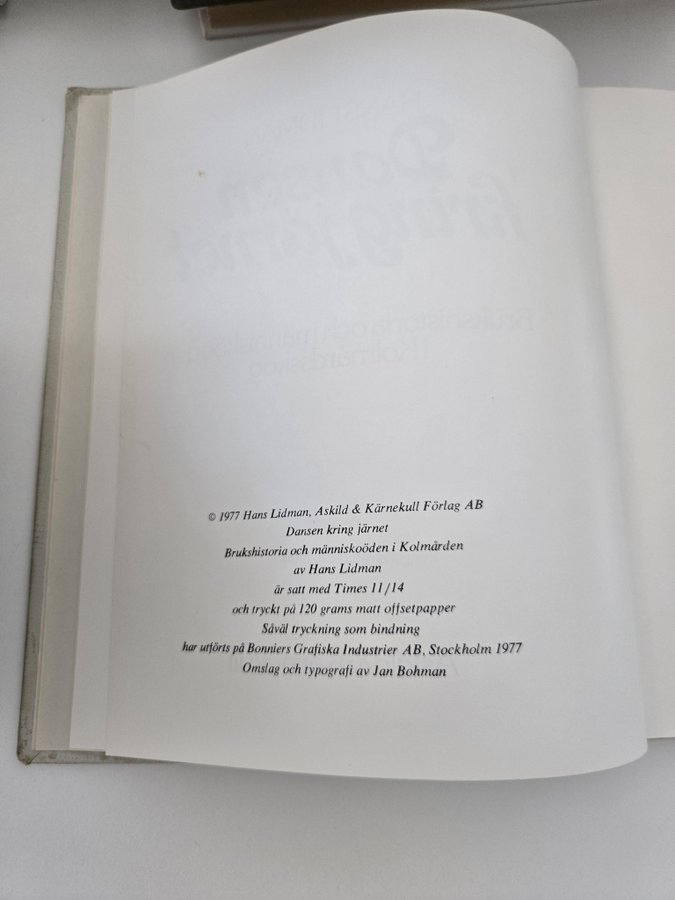 © 1977 Hans Lidman, Askild & Kärnekull Förlag AB
Dansen kring järnet
Brukshistoria och människoöden i Kolmården
av Hans Lidman
är satt med Times 11/14
och tryckt på 120 grams matt offsetpapper
Såväl tryckning som bindning
har utförts på Bonniers Grafiska Industrier AB, Stockholm 1977
Omslag och typografi av Jan Bohman